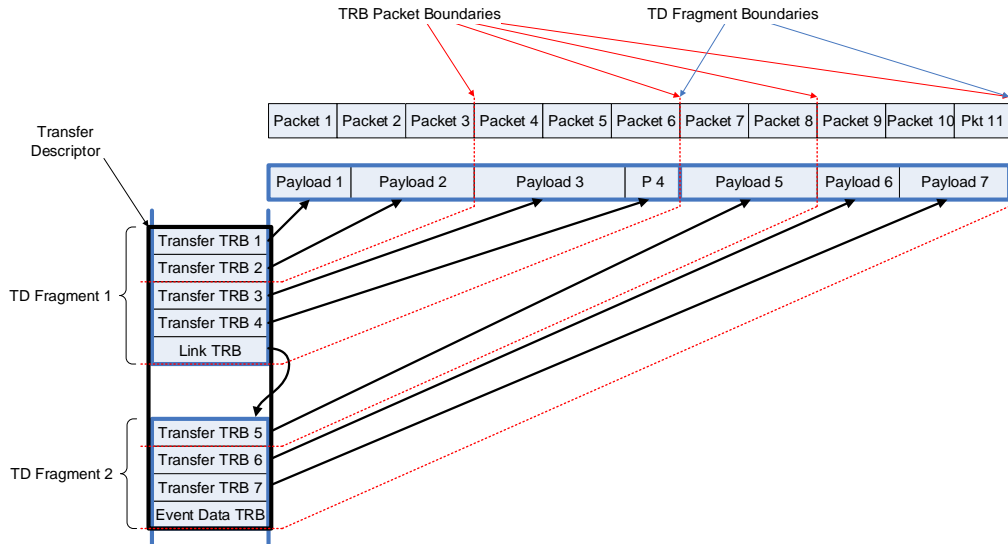 TRB Packet Boundaries
TD Fragment Boundaries
Packet 1 Packet 2 Packet 3 Packet 4 Packet 5 Packet 6 Packet 7 Packet 8 Packet 9 Packet 10 Pkt 11
Transfer
Descriptor
Payload 1 Payload 2 Payload 3 P 4 Payload 5 Payload 6 Payload 7
TD Fragment 1
Transfer TRB 1
Transfer TRB 2
Transfer TRB 3
Transfer TRB 4
Link TRB
TD Fragment 2
Transfer TRB 5
Transfer TRB 6
Transfer TRB 7
Event Data TRB